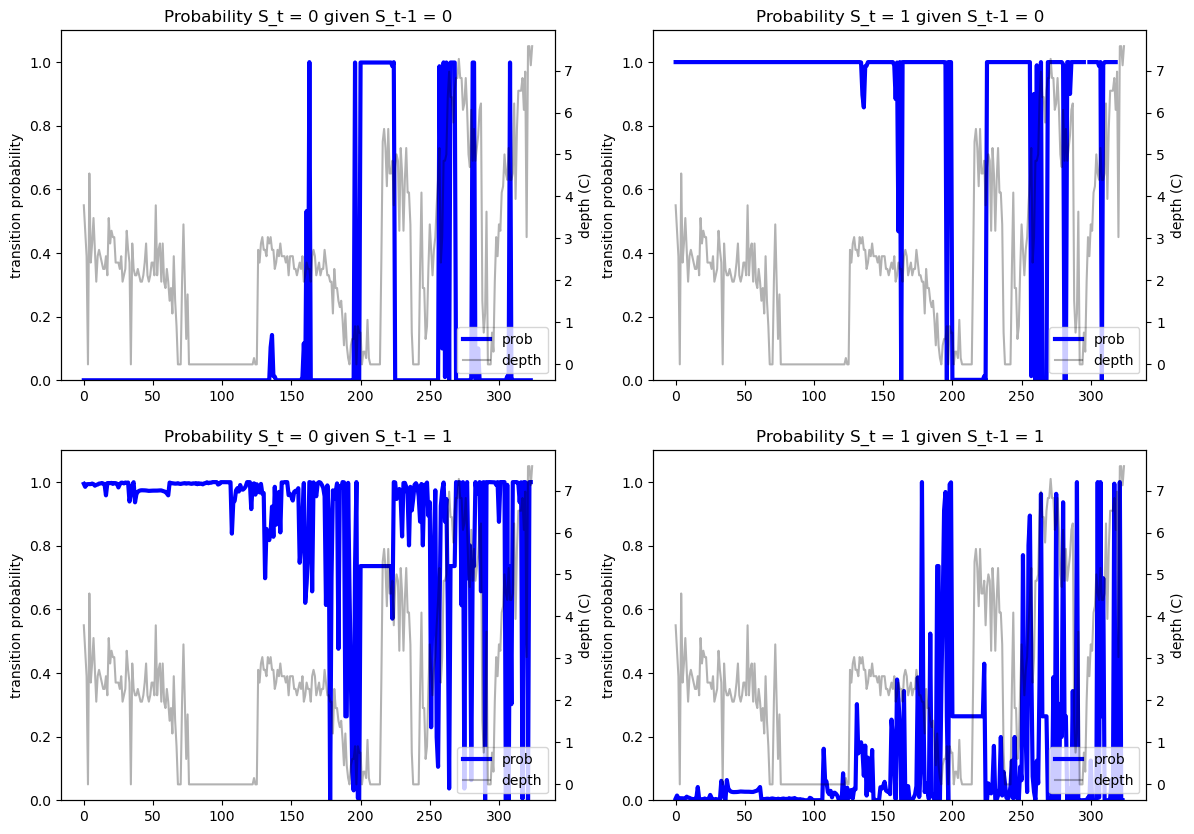 Probability S_t = 0 given S_t-1 = 0
1.0
0.8
0.6
0.4
0.2
0.0
transition probability
7
6
5
4
3
2
1
0
depth (C)
prob
depth
0 50 100 150 200 250 300
Probability S_t = 1 given S_t-1 = 0
1.0
0.8
0.6
0.4
0.2
0.0
transition probability
7
6
5
4
3
2
1
0
depth (C)
prob
depth
0 50 100 150 200 250 300
Probability S_t = 0 given S_t-1 = 1
1.0
0.8
0.6
0.4
0.2
0.0
transition probability
7
6
5
4
3
2
1
0
depth (C)
prob
depth
0 50 100 150 200 250 300
Probability S_t = 1 given S_t-1 = 1
1.0
0.8
0.6
0.4
0.2
0.0
transition probability
7
6
5
4
3
2
1
0
depth (C)
prob
depth
0 50 100 150 200 250 300